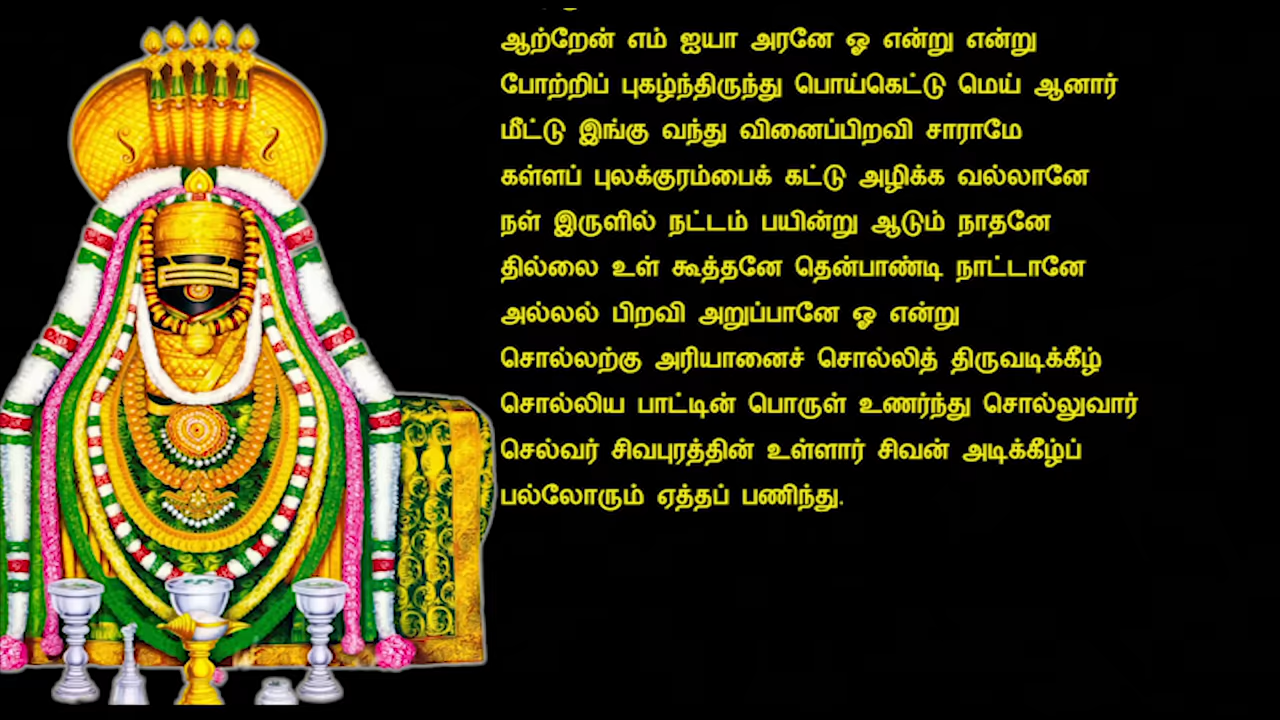 ஆற்றேன் எம் ஐயா அரனே ஓ என்று என்று
போற்றிப் புகழ்ந்திருந்து பொய்கெட்டு மெய் ஆனார்
மீட்டு இங்கு வந்து வினைப்பிறவி சாராமே
கள்ளப் புலக்குரம்பைக் கட்டு அழிக்க வல்லானே
நள் இருளில் நட்டம் பயின்று ஆடும் நாதனே
தில்லை உள் கூத்தனே தென்பாண்டி நாட்டானே
அல்லல் பிறவி அறுப்பானே ஓ என்று
சொல்லற்கு அரியானைச் சொல்லித் திருவடிக்கீழ்
சொல்லிய பாட்டின் பொருள் உணர்ந்து சொல்லுவார்
செல்வர் சிவபுரத்தின் உள்ளார் சிவன் அடிக்கீழ்ப்
பல்லோரும் ஏத்தப் பணிந்து.